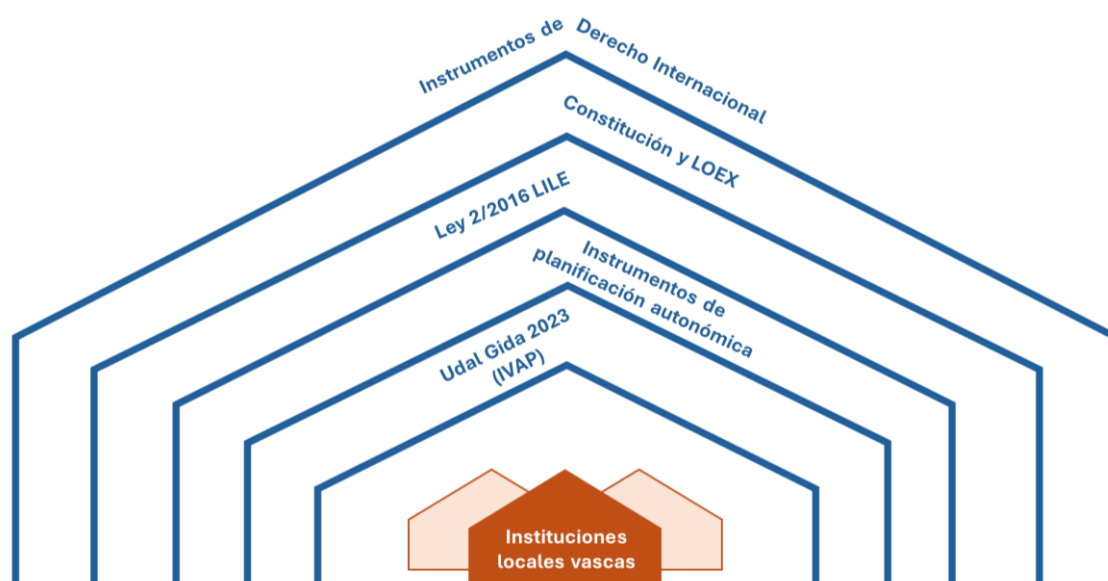 Instrumentos de Derecho Internacional
Constitución y LOEX
Ley 2/2016 LILE
Instrumentos de
planificación autonómica
Udal Gida 2023
(IVAP)
Instituciones
locales vascas